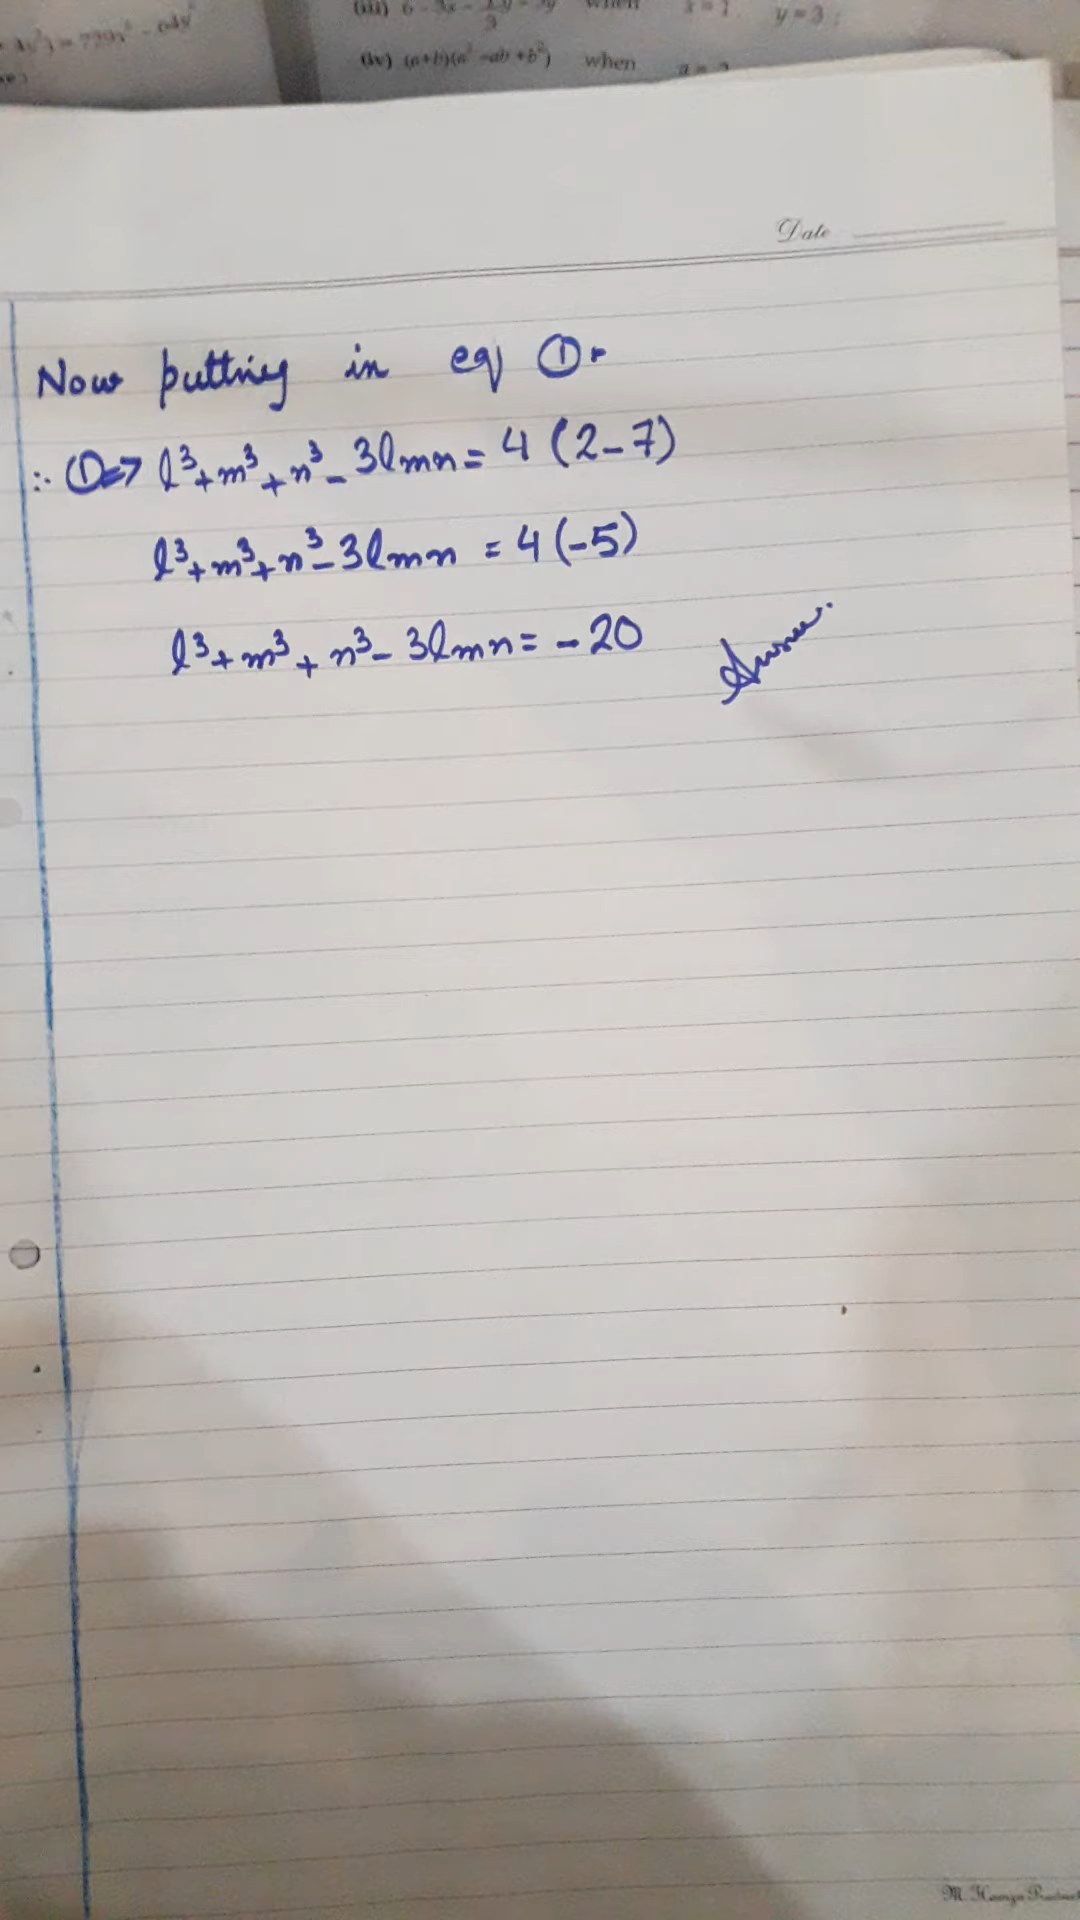 (iv) (a+b)(a²-ab+b²) when
y=3;
Date
Now putting in eq ①.
∴ ①=> l³+m³+n³-3lmn=4(2-7)
l³+m³+n³-3lmn=4(-5)
l³+m³+n³-3lmn=-20 Answer.